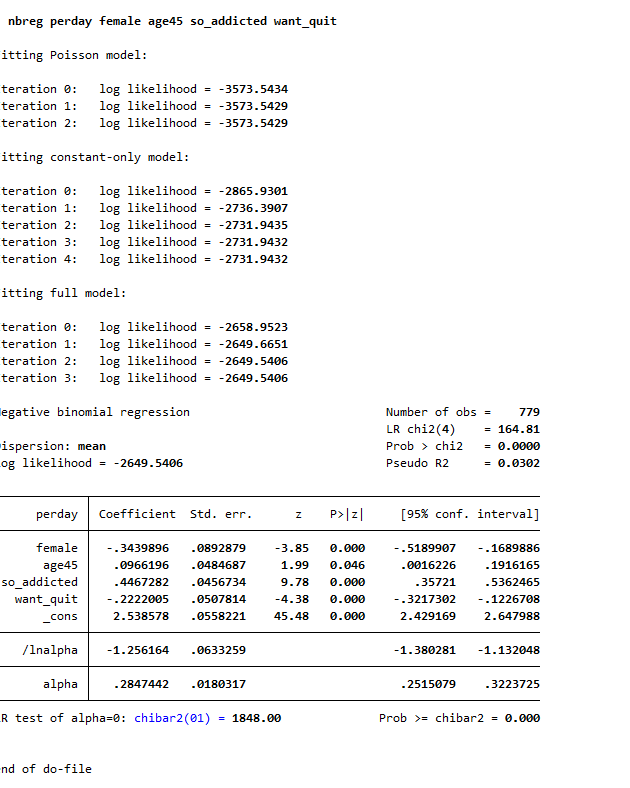 nbreg perday female age45 so_addicted want_quit
itting Poisson model:
teration 0: log likelihood = -3573.5434
teration 1: log likelihood = -3573.5429
teration 2: log likelihood = -3573.5429
itting constant-only model:
teration 0: log likelihood = -2865.9301
teration 1: log likelihood = -2736.3907
teration 2: log likelihood = -2731.9435
teration 3: log likelihood = -2731.9432
teration 4: log likelihood = -2731.9432
itting full model:
teration 0: log likelihood = -2658.9523
teration 1: log likelihood = -2649.6651
teration 2: log likelihood = -2649.5406
teration 3: log likelihood = -2649.5406
egative binomial regression Number of obs = 779
LR chi2(4) = 164.81
ispersion: mean Prob > chi2 = 0.0000
og likelihood = -2649.5406 Pseudo R2 = 0.0302
perday Coefficient Std. err. z P>|z| [95% conf. interval]
female -.3439896 .0892879 -3.85 0.000 -.5189907 -.1689886
age45 .0966196 .0484687 1.99 0.046 .0016226 .1916165
so_addicted .4467282 .0456734 9.78 0.000 .35721 .5362465
want_quit -.2222005 .0507814 -4.38 0.000 -.3217302 -.1226708
_cons 2.538578 .0558221 45.48 0.000 2.429169 2.647988
/lnalpha -1.256164 .0633259 -1.380281 -1.132048
alpha .2847442 .0180317 .2515079 .3223725
R test of alpha=0: chibar2(01) = 1848.00 Prob >= chibar2 = 0.000
nd of do-file